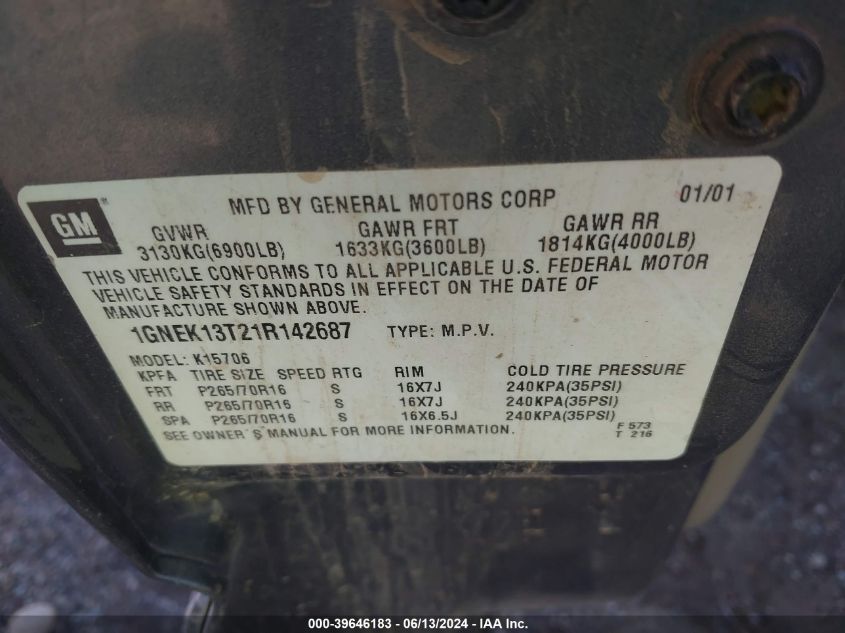 GM
MFD BY GENERAL MOTORS CORP 01/01
GVWR GAWR FRT GAWR RR
3130KG(6900LB) 1633KG(3600LB) 1814KG(4000LB)
THIS VEHICLE CONFORMS TO ALL APPLICABLE U.S. FEDERAL MOTOR
VEHICLE SAFETY STANDARDS IN EFFECT ON THE DATE OF
MANUFACTURE SHOWN ABOVE.
1GNEK13T21R142687 TYPE: M.P.V.
MODEL: K15706
KPFA TIRE SIZE SPEED RTG RIM COLD TIRE PRESSURE
FRT P265/70R16 S 16X7J 240KPA(35PSI)
RR P265/70R16 S 16X7J 240KPA(35PSI)
SPA P265/70R16 S 16X6.5J 240KPA(35PSI)
SEE OWNER'S MANUAL FOR MORE INFORMATION. F 573
T 216
000-39646183 - 06/13/2024 - IAAI.com